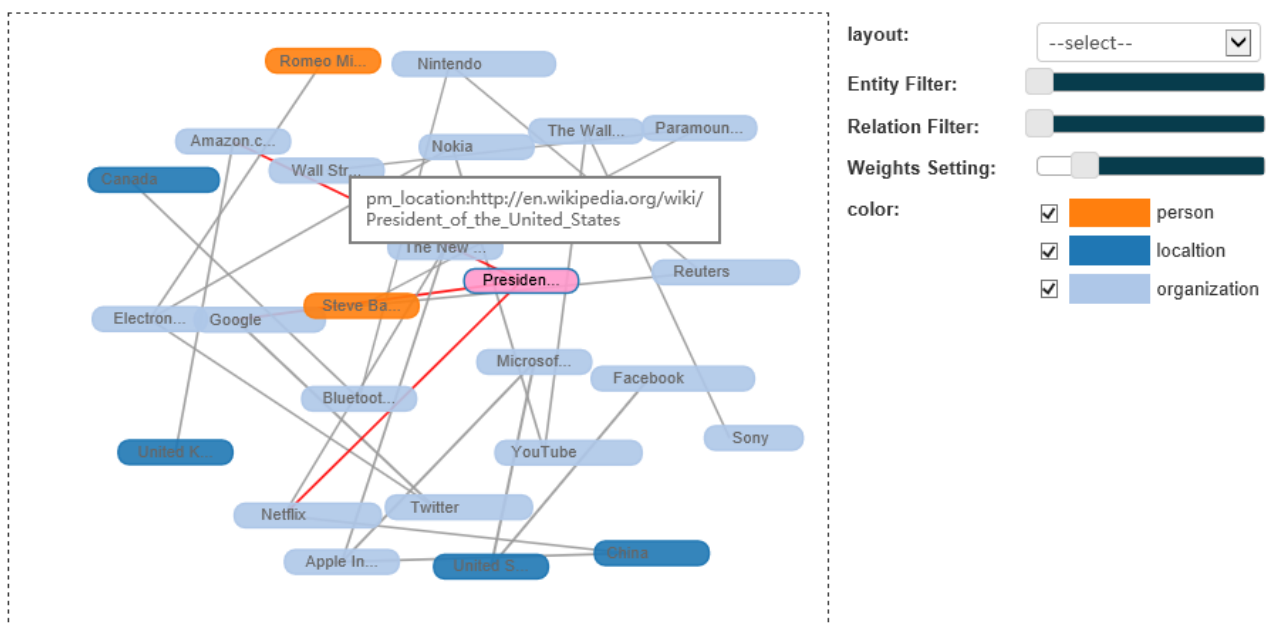 layout:
--select--
Romeo Mi...
Nintendo
Entity Filter:
Relation Filter:
The Wall...
Paramoun...
Amazon.c...
Nokia
Wall Str...
Weights Setting:
Canada
pm_location:http://en.wikipedia.org/wiki/
President_of_the_United_States
color:
person
The New ...
localtion
Reuters
Presiden...
organization
Steve Ba...
Electron...
Google
Microsof...
Facebook
Bluetoot...
Sony
United K...
YouTube
Netflix
Twitter
China
Apple In...
United S...